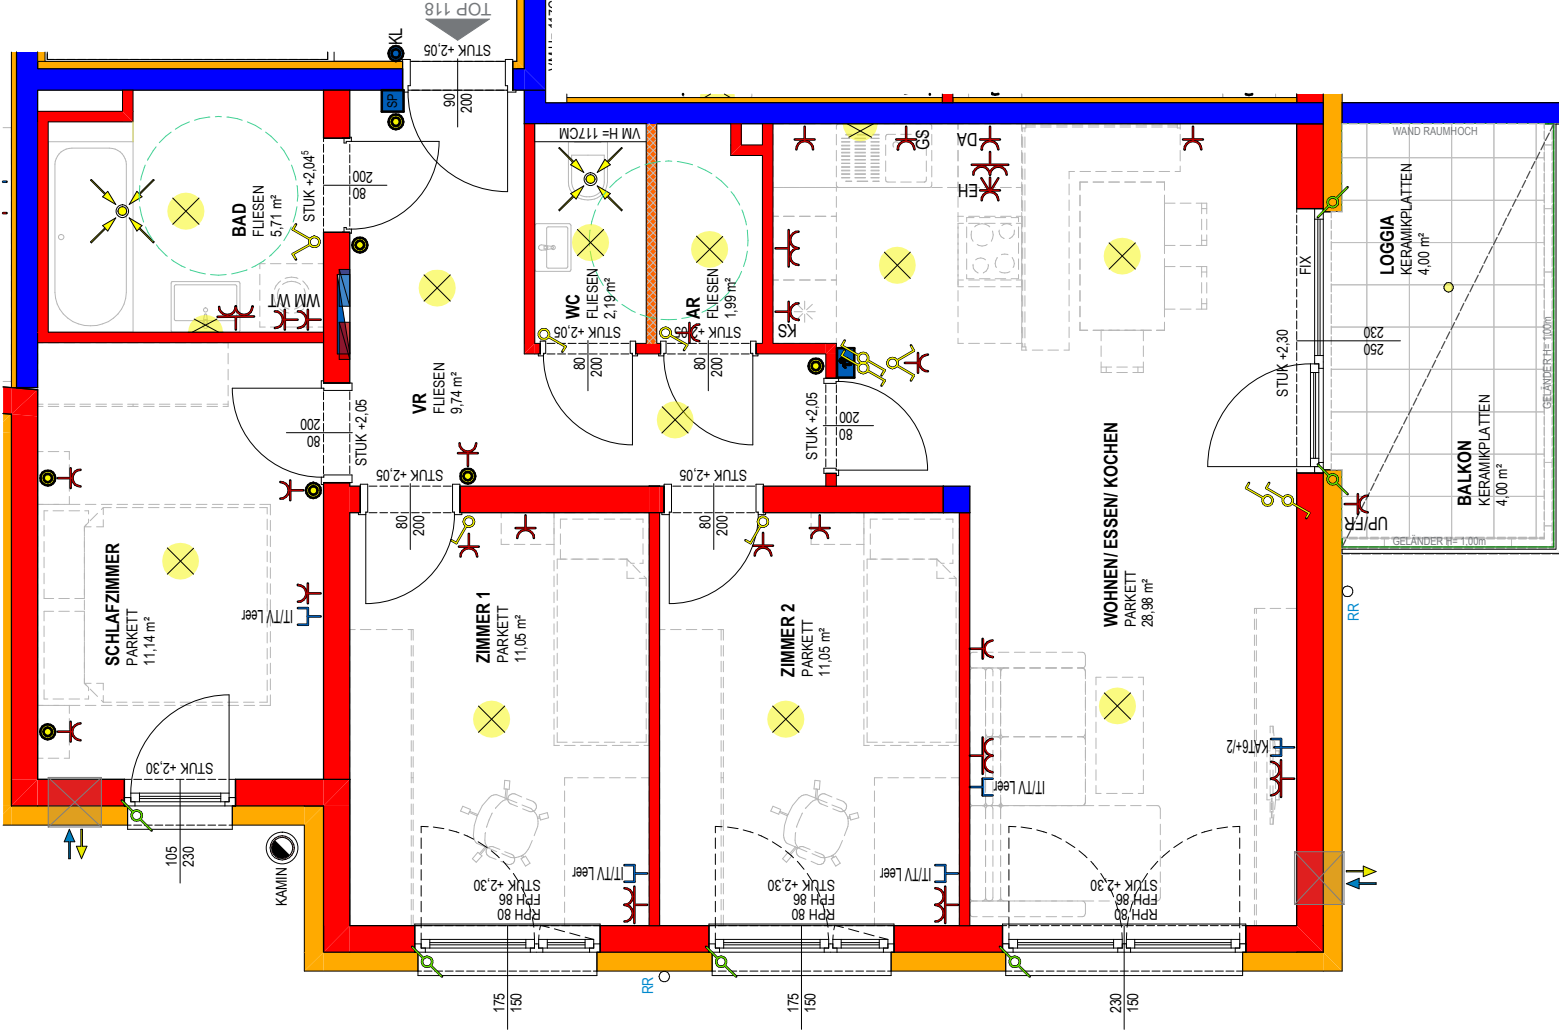 TOP 118
KL
STUK +2,05
90
200
SP
VM H= 117CM
BAD
FLIESEN
5,71 m²
STUK +2,04⁵
80
200
WM WT
VR
FLIESEN
9,74 m²
WC
FLIESEN
2,19 m²
STUK +2,05
80
200
AR
FLIESEN
1,99 m²
STUK +2,05
80
200
GS
DA
EH
KS
STUK +2,05
80
200
STUK +2,05
80
200
STUK +2,05
80
200
STUK +2,05
80
200
SCHLAFZIMMER
PARKETT
11,14 m²
IT/TV Leer
STUK +2,30
105
230
KAMIN
ZIMMER 1
PARKETT
11,05 m²
IT/TV Leer
STUK +2,30
FPH 86
RPH 80
175
150
RR
ZIMMER 2
PARKETT
11,05 m²
IT/TV Leer
STUK +2,30
FPH 86
RPH 80
175
150
WOHNEN/ ESSEN/ KOCHEN
PARKETT
28,98 m²
IT/TV Leer
KAT6+/2
STUK +2,30
FPH 86
RPH 80
230
150
FIX
STUK +2,30
250
230
WAND RAUMHOCH
LOGGIA
KERAMIKPLATTEN
4,00 m²
BALKON
KERAMIKPLATTEN
4,00 m²
GELÄNDER H= 1,00m
GELÄNDER H= 1,00m
UP/FR
RR